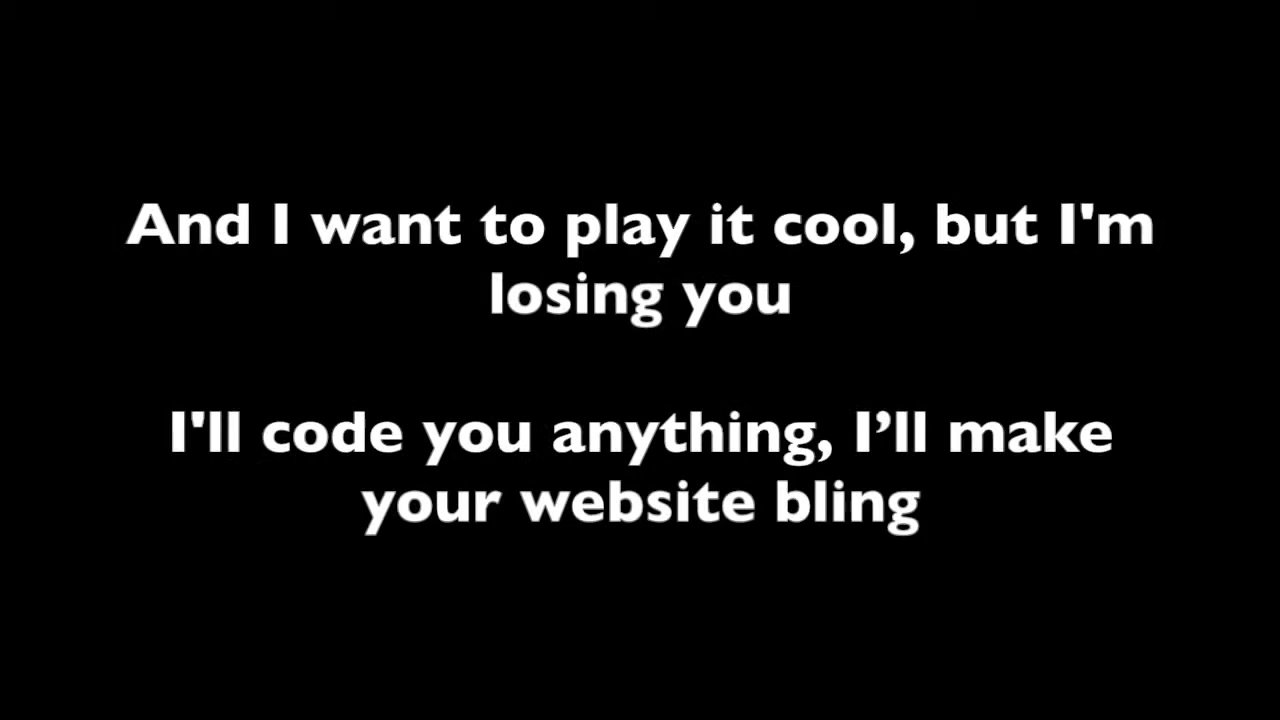 And I want to play it cool, but I'm
losing you
I'll code you anything, I’ll make
your website bling